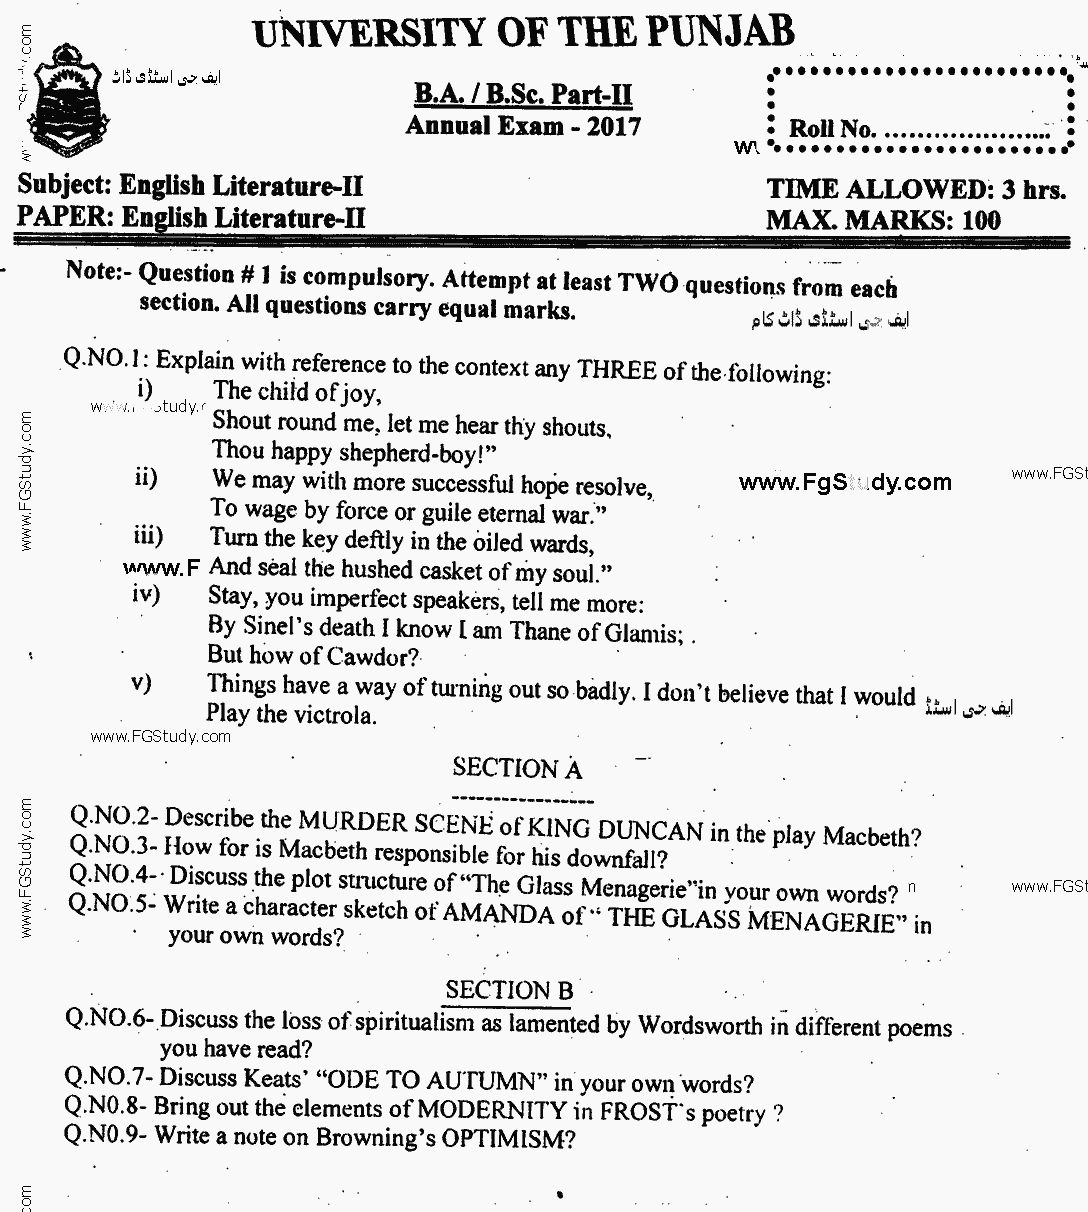 UNIVERSITY OF THE PUNJAB
ایف جی اسٹڈی ڈاٹ
B.A. / B.Sc. Part-II
Annual Exam - 2017
Roll No. ......................
Subject: English Literature-II
TIME ALLOWED: 3 hrs.
PAPER: English Literature-II
MAX. MARKS: 100
Note:- Question # 1 is compulsory. Attempt at least TWO questions from each
section. All questions carry equal marks.
ایف جی اسٹڈی ڈاٹ کام
Q.NO.1: Explain with reference to the context any THREE of the following:
i) The child of joy,
Shout round me, let me hear thy shouts,
Thou happy shepherd-boy!”
ii) We may with more successful hope resolve,
www.FgStudy.com
www.FGSt
To wage by force or guile eternal war.”
iii) Turn the key deftly in the oiled wards,
www.F And seal the hushed casket of my soul.”
iv) Stay, you imperfect speakers, tell me more:
By Sinel’s death I know I am Thane of Glamis;
But how of Cawdor?
v) Things have a way of turning out so badly. I don’t believe that I would
ایف جی اسٹڈ
Play the victrola.
www.FGStudy.com
SECTION A
-----------------
Q.NO.2- Describe the MURDER SCENE of KING DUNCAN in the play Macbeth?
Q.NO.3- How for is Macbeth responsible for his downfall?
Q.NO.4- Discuss the plot structure of “The Glass Menagerie”in your own words?
www.FGSt
Q.NO.5- Write a character sketch of AMANDA of “ THE GLASS MENAGERIE” in
your own words?
SECTION B
Q.NO.6- Discuss the loss of spiritualism as lamented by Wordsworth in different poems
you have read?
Q.NO.7- Discuss Keats’ “ODE TO AUTUMN” in your own words?
Q.N0.8- Bring out the elements of MODERNITY in FROST`s poetry ?
Q.N0.9- Write a note on Browning’s OPTIMISM?
www.FGStudy.com
www.FGStudy.com